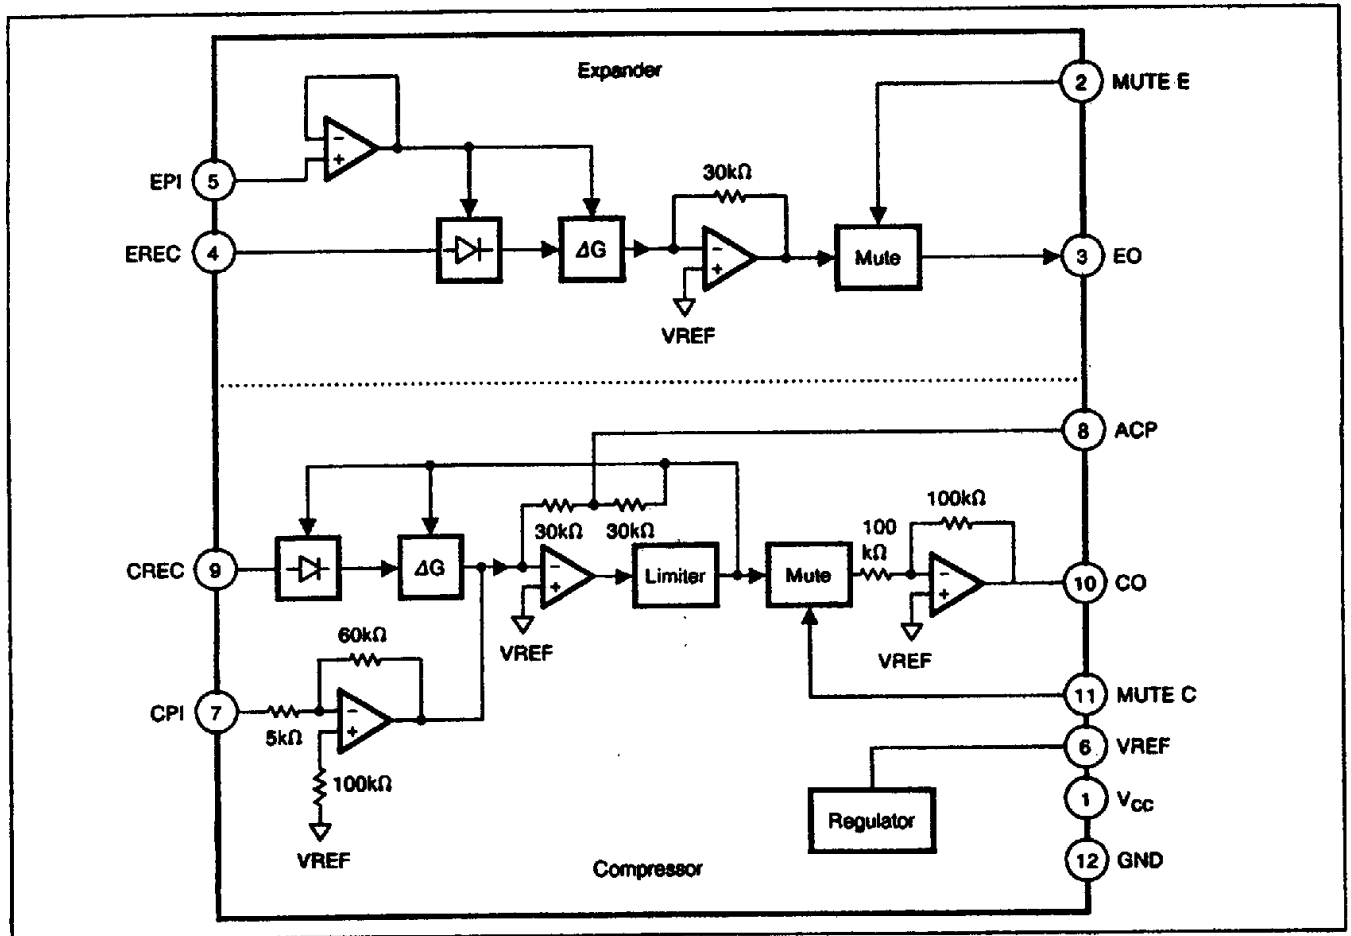 Expander
2 MUTE E
-
+
EPI 5
30kΩ
EREC 4
ΔG
-
+
Mute
3 EO
VREF
8 ACP
30kΩ
30kΩ
100
kΩ
100kΩ
CREC 9
ΔG
-
+
Limiter
Mute
-
+
10 CO
VREF
VREF
60kΩ
CPI 7
5kΩ
-
+
11 MUTE C
6 VREF
100kΩ
1 VCC
Regulator
VREF
Compressor
12 GND